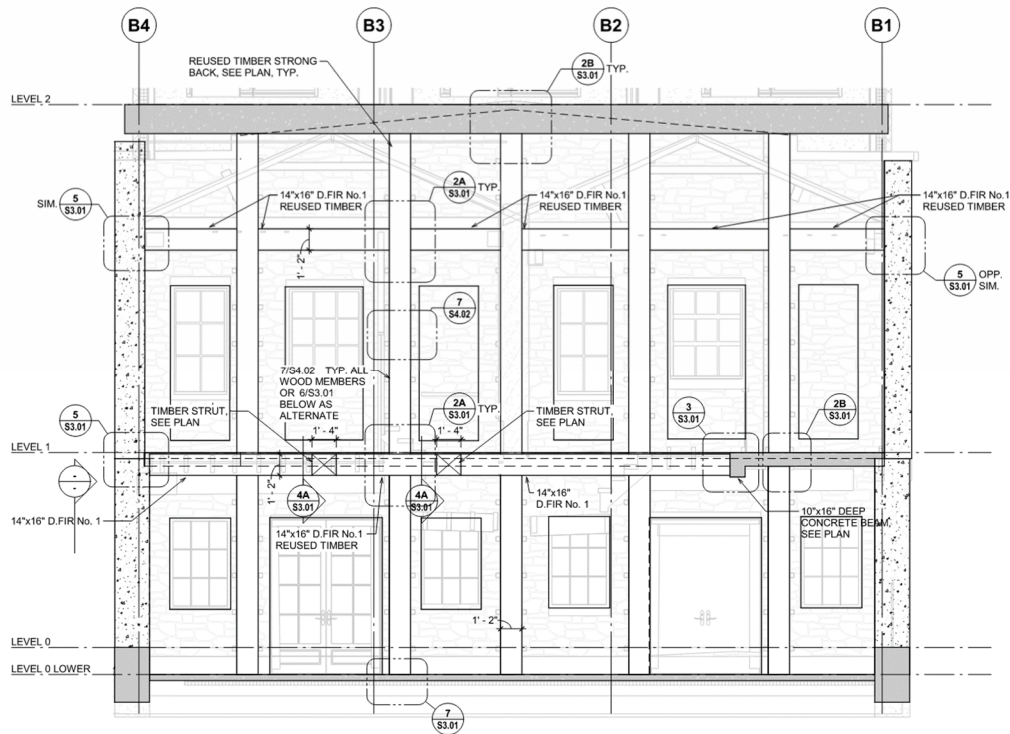 B4
B3
B2
B1
REUSED TIMBER STRONG
BACK, SEE PLAN, TYP.
2B
S3.01
TYP.
LEVEL 2
5
S3.01
SIM.
14"x16" D.FIR No.1
REUSED TIMBER
2A
S3.01
TYP.
14"x16" D.FIR No.1
REUSED TIMBER
14"x16" D.FIR No.1
REUSED TIMBER
1' - 2"
5
S3.01
OPP.
SIM.
7
S4.02
7/S4.02 TYP. ALL
WOOD MEMBERS
OR 6/S3.01
BELOW AS
ALTERNATE
5
S3.01
TIMBER STRUT,
SEE PLAN
1' - 4"
2A
S3.01
TYP.
1' - 4"
TIMBER STRUT,
SEE PLAN
3
S3.01
2B
S3.01
LEVEL 1
-
-
1' - 2"
4A
S3.01
4A
S3.01
14"x16"
D.FIR No. 1
14"x16" D.FIR No. 1
14"x16" D.FIR No.1
REUSED TIMBER
10"x16" DEEP
CONCRETE BEAM,
SEE PLAN
1' - 2"
LEVEL 0
LEVEL 0 LOWER
7
S3.01